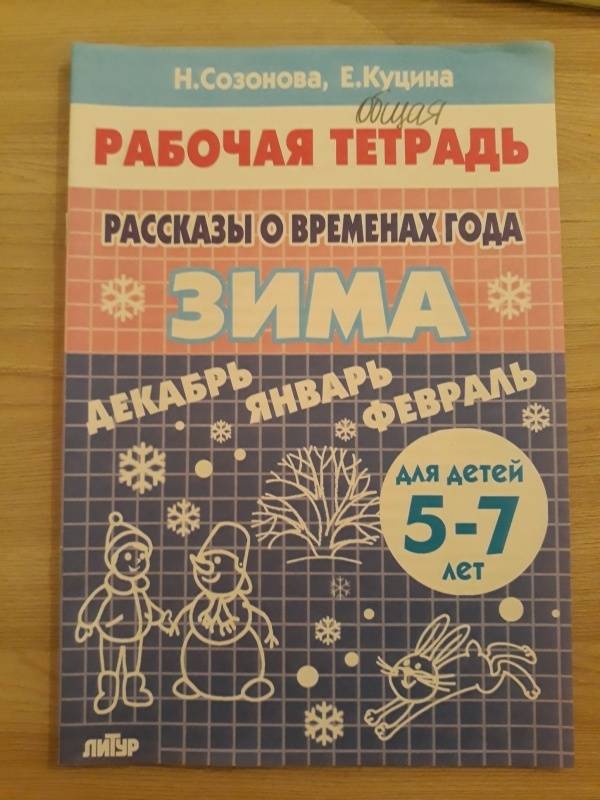 Н.Созонова, Е.Куцина
общая
РАБОЧАЯ ТЕТРАДЬ
РАССКАЗЫ О ВРЕМЕНАХ ГОДА
ЗИМА
ДЕКАБРЬ ЯНВАРЬ ФЕВРАЛЬ
для детей
5-7
лет
ЛИТУР